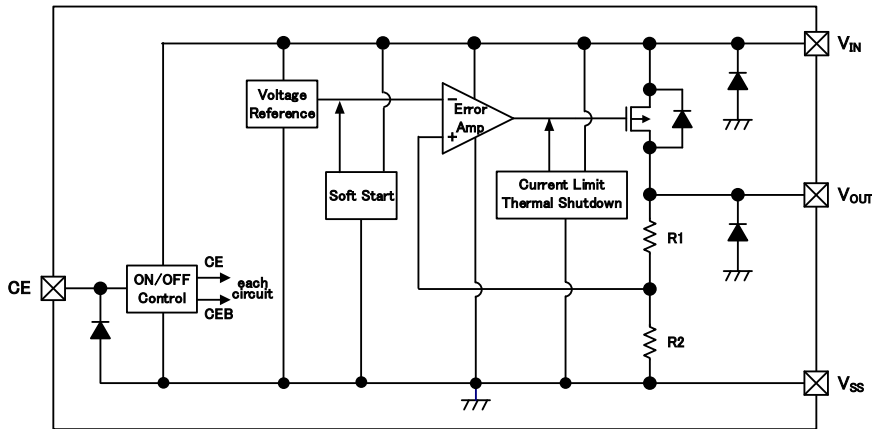 VIN
Voltage
Reference
−
Error
Amp
+
Soft Start
Current Limit
Thermal Shutdown
VOUT
R1
CE
ON/OFF
Control
CE
each
circuit
CEB
R2
VSS